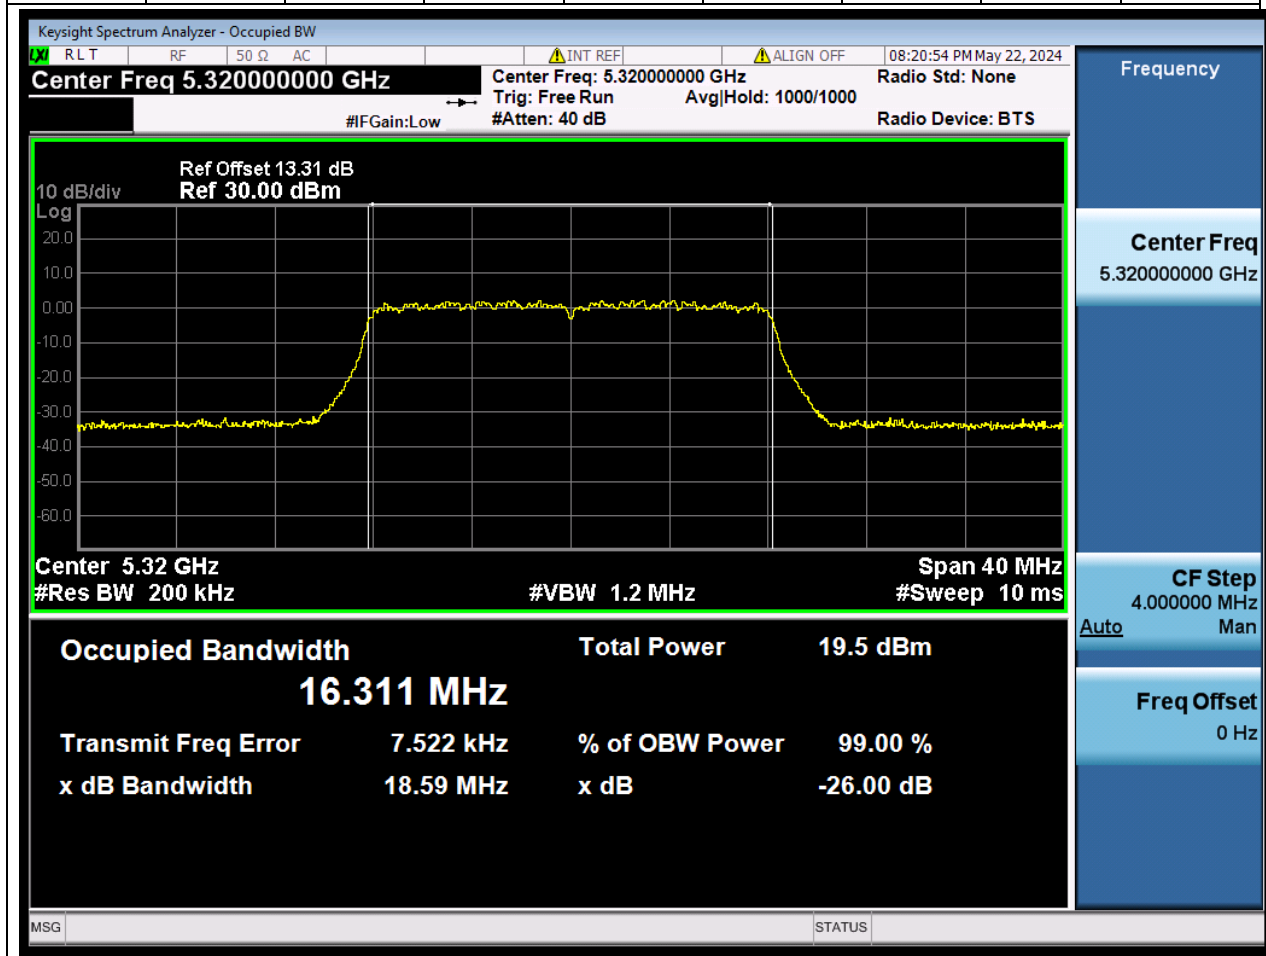 Keysight Spectrum Analyzer - Occupied BW
LXI RLT RF 50 Ω AC INT REF ALIGN OFF 08:20:54 PM May 22, 2024
Center Freq 5.320000000 GHz
Center Freq: 5.320000000 GHz Radio Std: None
Trig: Free Run Avg|Hold: 1000/1000
#IFGain:Low #Atten: 40 dB Radio Device: BTS
Ref Offset 13.31 dB
10 dB/div Ref 30.00 dBm
Log
20.0
10.0
0.00
-10.0
-20.0
-30.0
-40.0
-50.0
-60.0
Center 5.32 GHz Span 40 MHz
#Res BW 200 kHz #VBW 1.2 MHz #Sweep 10 ms
Occupied Bandwidth Total Power 19.5 dBm
16.311 MHz
Transmit Freq Error 7.522 kHz % of OBW Power 99.00 %
x dB Bandwidth 18.59 MHz x dB -26.00 dB
MSG STATUS
Frequency
Center Freq
5.320000000 GHz
CF Step
4.000000 MHz
Auto Man
Freq Offset
0 Hz